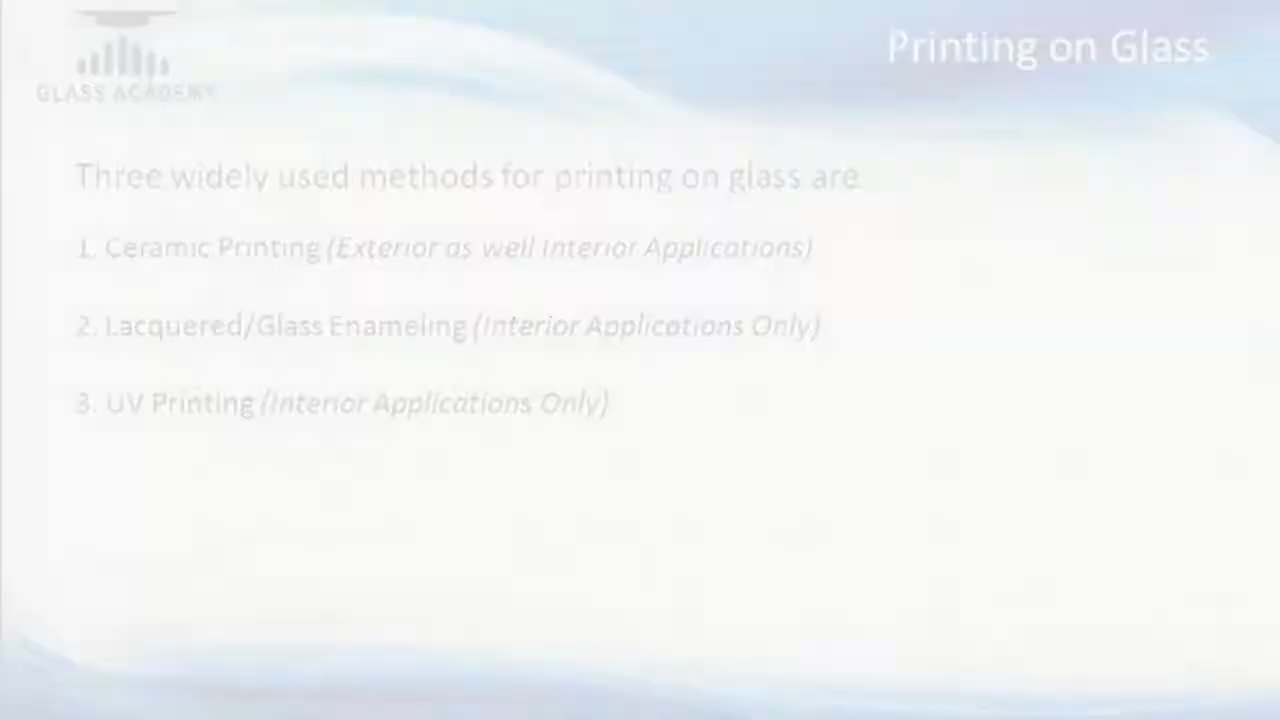 Printing on Glass
GLASS ACADEMY
Three widely used methods for printing on glass are
1. Ceramic Printing (Exterior as well Interior Applications)
2. Lacquered/Glass Enameling (Interior Applications Only)
3. UV Printing (Interior Applications Only)